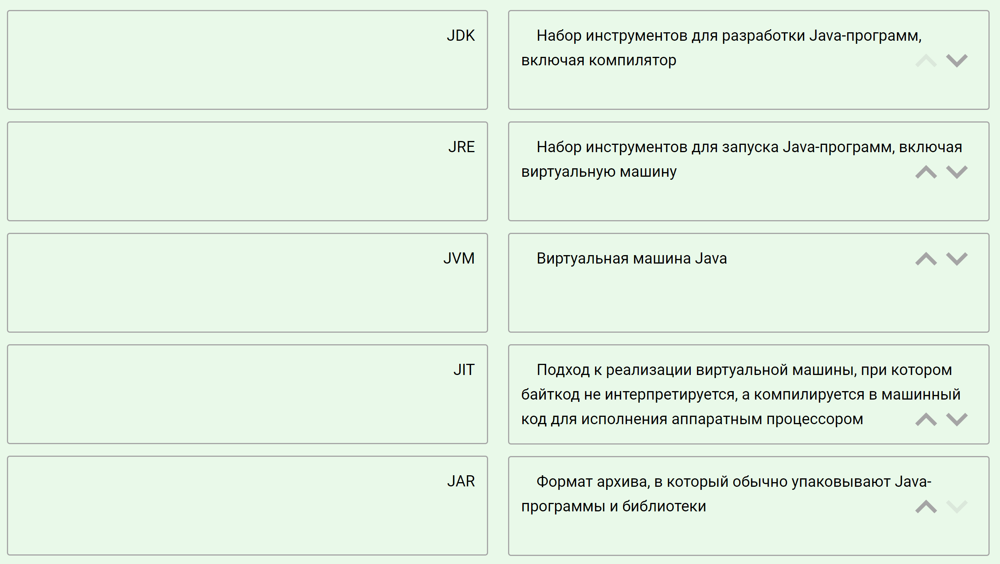 JDK
Набор инструментов для разработки Java-программ,
включая компилятор
JRE
Набор инструментов для запуска Java-программ, включая
виртуальную машину
JVM
Виртуальная машина Java
JIT
Подход к реализации виртуальной машины, при котором
байткод не интерпретируется, а компилируется в машинный
код для исполнения аппаратным процессором
JAR
Формат архива, в который обычно упаковывают Java-
программы и библиотеки